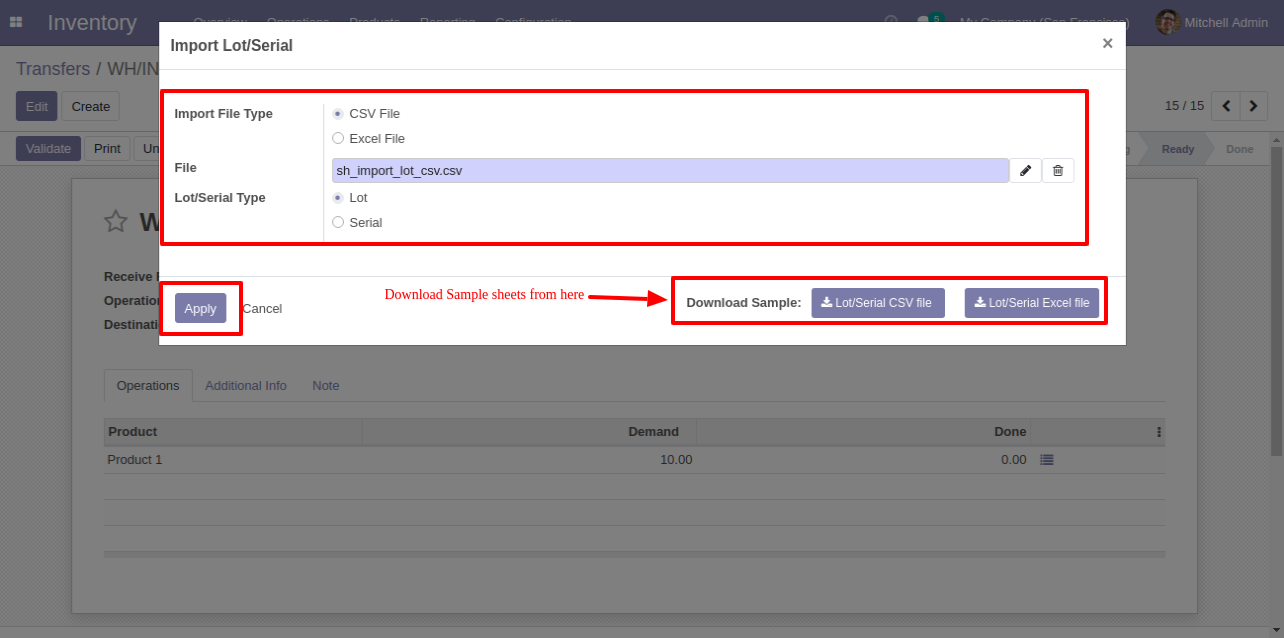 Inventory Overview Operations Products Reporting Configuration 5 My Company (San Francisco) Mitchell Admin
Import Lot/Serial ×
Transfers / WH/IN
Edit Create 15 / 15
Validate Print Un Ready Done
Import File Type CSV File
Excel File
File sh_import_lot_csv.csv
Lot/Serial Type Lot
Serial
W
Receive
Operatio
Destinati
Apply Cancel
Download Sample sheets from here
Download Sample: Lot/Serial CSV file Lot/Serial Excel file
Operations Additional Info Note
Product Demand Done
Product 1 10.00 0.00